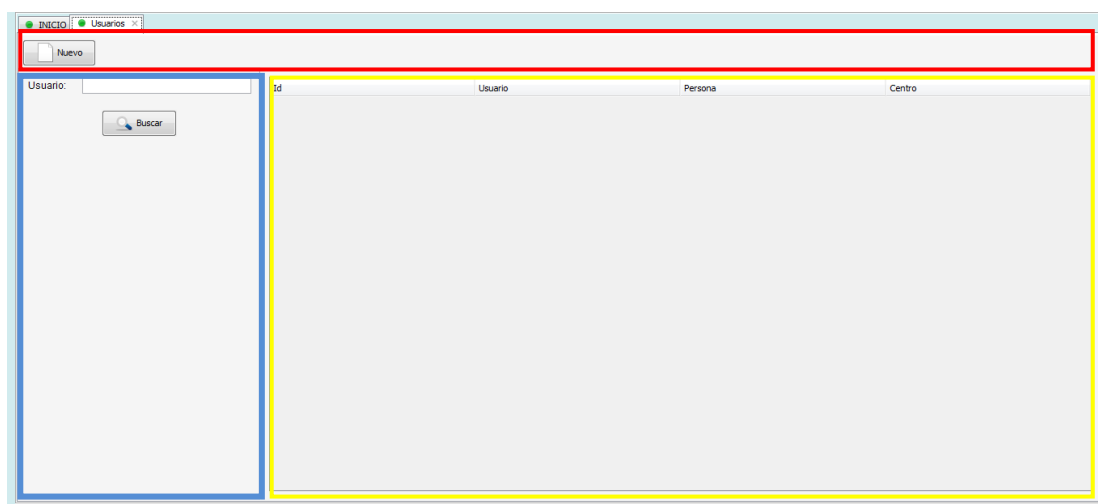 INICIO Usuarios
Nuevo
Usuario:
Buscar
Id Usuario Persona Centro